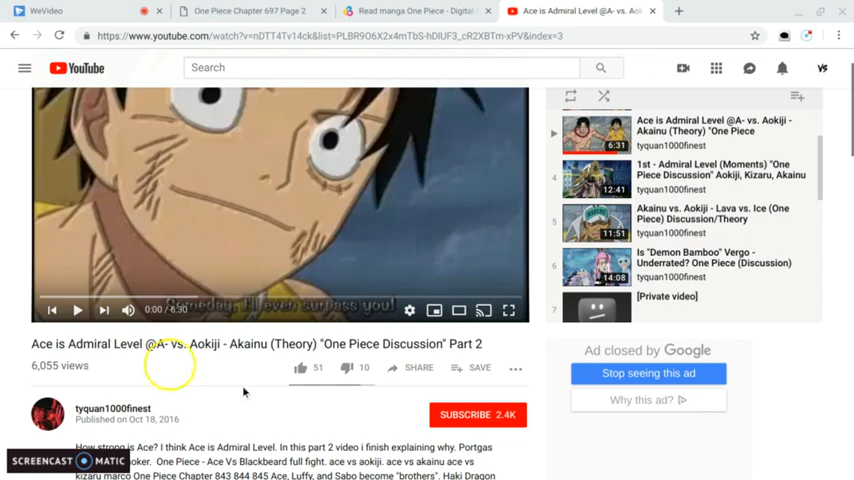 WeVideo
One Piece Chapter 697 Page 2
Read manga One Piece - Digital C
Ace is Admiral Level @A- vs. Aok
https://www.youtube.com/watch?v=nDTT4Tv14ck&list=PLBR9O6X2x4mTbS-hDlUF3_cR2XBTm-xPV&index=3
YouTube
Search
VS
Someday, I'll even surpass you!
0:00 / 6:30
Ace is Admiral Level @A- vs. Aokiji - Akainu (Theory) "One Piece Discussion" Part 2
6,055 views
51
10
SHARE
SAVE
tyquan1000finest
Published on Oct 18, 2016
SUBSCRIBE 2.4K
How strong is Ace? I think Ace is Admiral Level. In this part 2 video i finish explaining why. Portgas
oker. One Piece - Ace Vs Blackbeard full fight. ace vs aokiji. ace vs akainu ace vs
kizaru marco One Piece Chapter 843 844 845 Ace, Luffy, and Sabo become "brothers". Haki Dragon
SCREENCAST MATIC
Ace is Admiral Level @A- vs. Aokiji -
Akainu (Theory) "One Piece
tyquan1000finest
6:31
4
1st - Admiral Level (Moments) "One
Piece Discussion" Aokiji, Kizaru, Akainu
tyquan1000finest
12:41
5
Akainu vs. Aokiji - Lava vs. Ice (One
Piece) Discussion/Theory
tyquan1000finest
11:51
6
Is "Demon Bamboo" Vergo -
Underrated? One Piece (Discussion)
tyquan1000finest
14:08
7
[Private video]
Ad closed by Google
Stop seeing this ad
Why this ad?